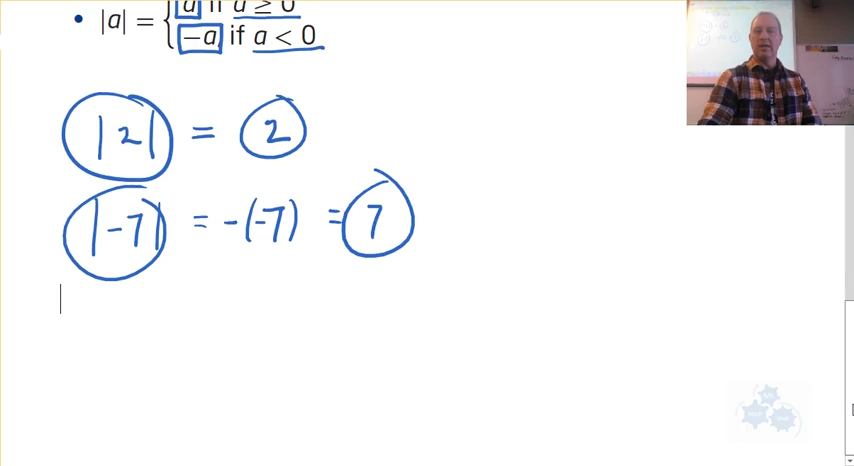 • |a| = { a if a ≥ 0
−a if a < 0
|2| = 2
|−7| = −(−7) = 7